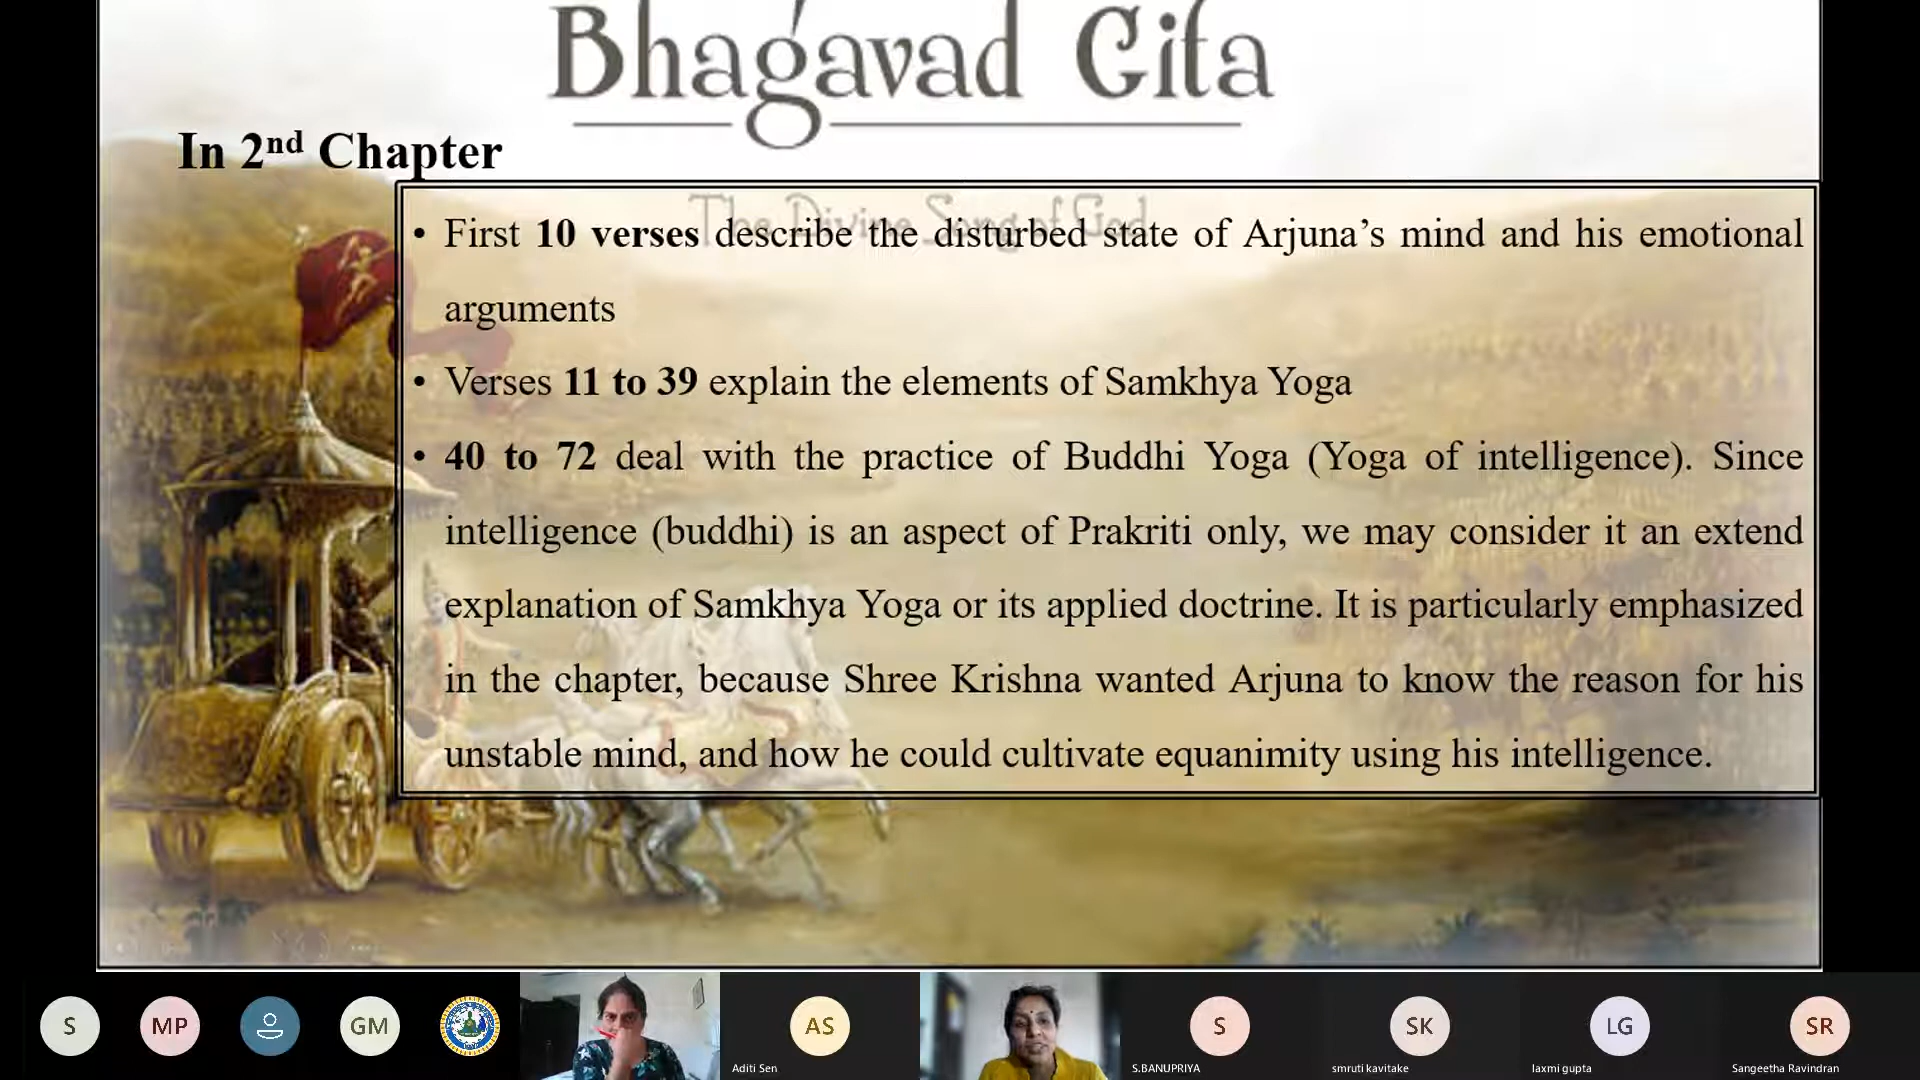 Bhagavad Gita
In 2nd Chapter
The Divine Song of God
• First 10 verses describe the disturbed state of Arjuna’s mind and his emotional
arguments
• Verses 11 to 39 explain the elements of Samkhya Yoga
• 40 to 72 deal with the practice of Buddhi Yoga (Yoga of intelligence). Since
intelligence (buddhi) is an aspect of Prakriti only, we may consider it an extend
explanation of Samkhya Yoga or its applied doctrine. It is particularly emphasized
in the chapter, because Shree Krishna wanted Arjuna to know the reason for his
unstable mind, and how he could cultivate equanimity using his intelligence.
S MP GM AS S SK LG SR
Aditi Sen S.BANUPRIYA smruti kavitake laxmi gupta Sangeetha Ravindran